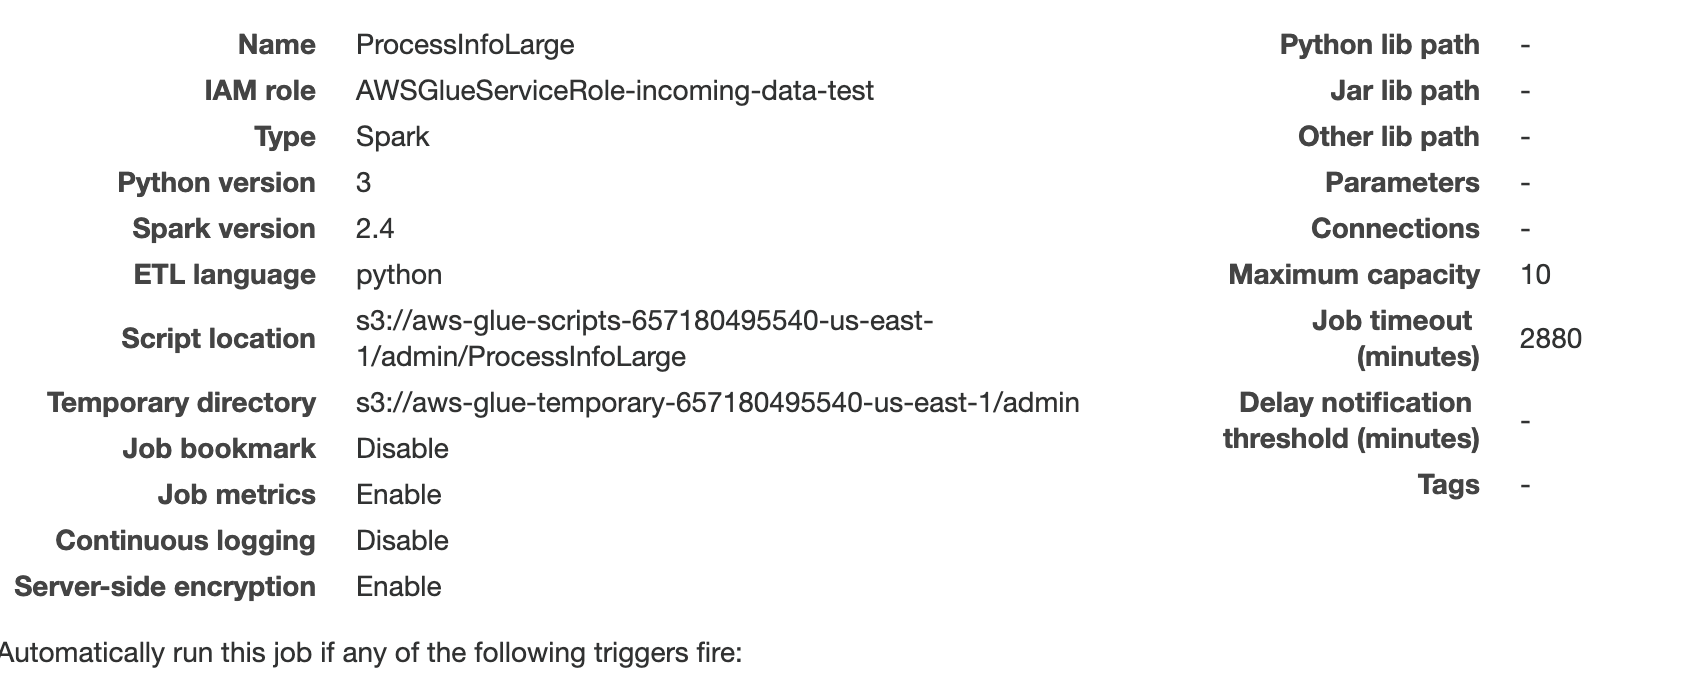 Name ProcessInfoLarge
IAM role AWSGlueServiceRole-incoming-data-test
Type Spark
Python version 3
Spark version 2.4
ETL language python
Script location s3://aws-glue-scripts-657180495540-us-east-
1/admin/ProcessInfoLarge
Temporary directory s3://aws-glue-temporary-657180495540-us-east-1/admin
Job bookmark Disable
Job metrics Enable
Continuous logging Disable
Server-side encryption Enable
Python lib path -
Jar lib path -
Other lib path -
Parameters -
Connections -
Maximum capacity 10
Job timeout
(minutes) 2880
Delay notification
threshold (minutes) -
Tags -
Automatically run this job if any of the following triggers fire: